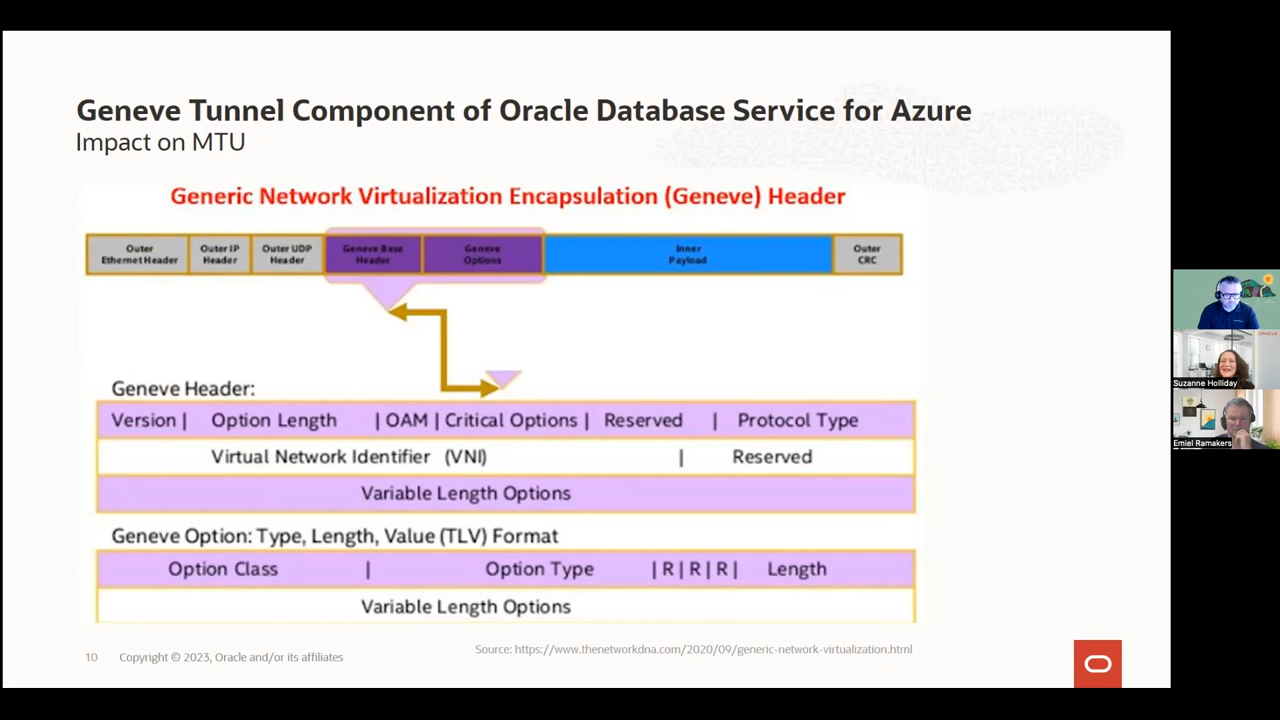 Geneve Tunnel Component of Oracle Database Service for Azure
Impact on MTU
Generic Network Virtualization Encapsulation (Geneve) Header
Outer Ethernet Header
Outer IP Header
Outer UDP Header
Geneve Base Header
Geneve Options
Inner Payload
Outer CRC
Geneve Header:
Version | Option Length | OAM | Critical Options | Reserved | Protocol Type
Virtual Network Identifier (VNI) | Reserved
Variable Length Options
Geneve Option: Type, Length, Value (TLV) Format
Option Class | Option Type | R | R | R | Length
Variable Length Options
10 Copyright © 2023, Oracle and/or its affiliates
Source: https://www.thenetworkdna.com/2020/09/generic-network-virtualization.html
ORACLE
Suzanne Holliday
Emiel Ramakers